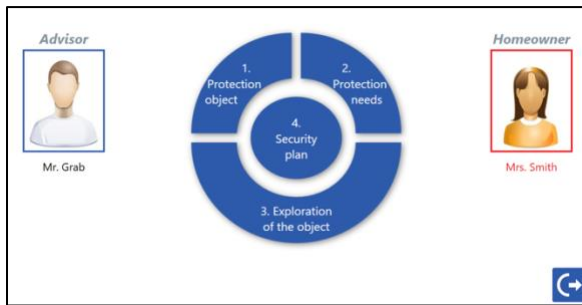 Advisor
Mr. Grab
1.
Protection
object
2.
Protection
needs
4.
Security
plan
3. Exploration
of the object
Homeowner
Mrs. Smith